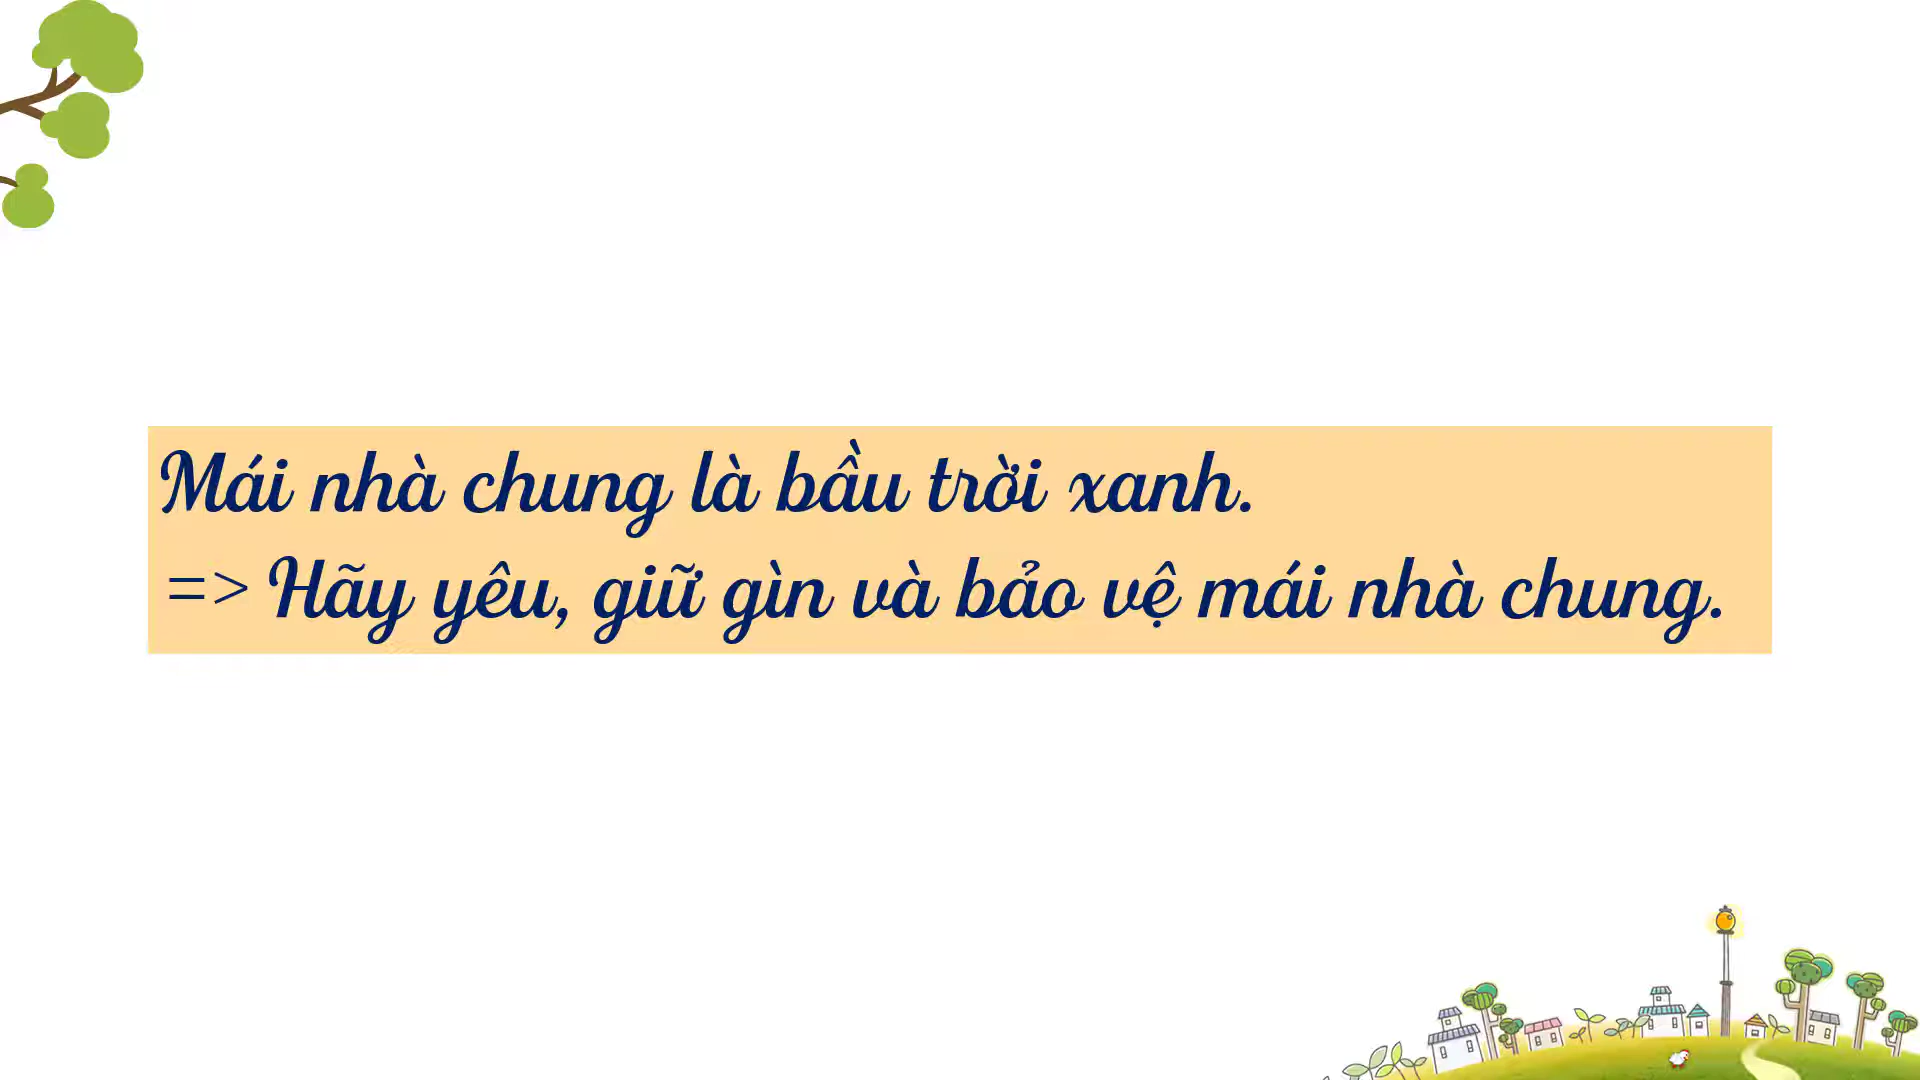 Mái nhà chung là bầu trời xanh.
=> Hãy yêu, giữ gìn và bảo vệ mái nhà chung.